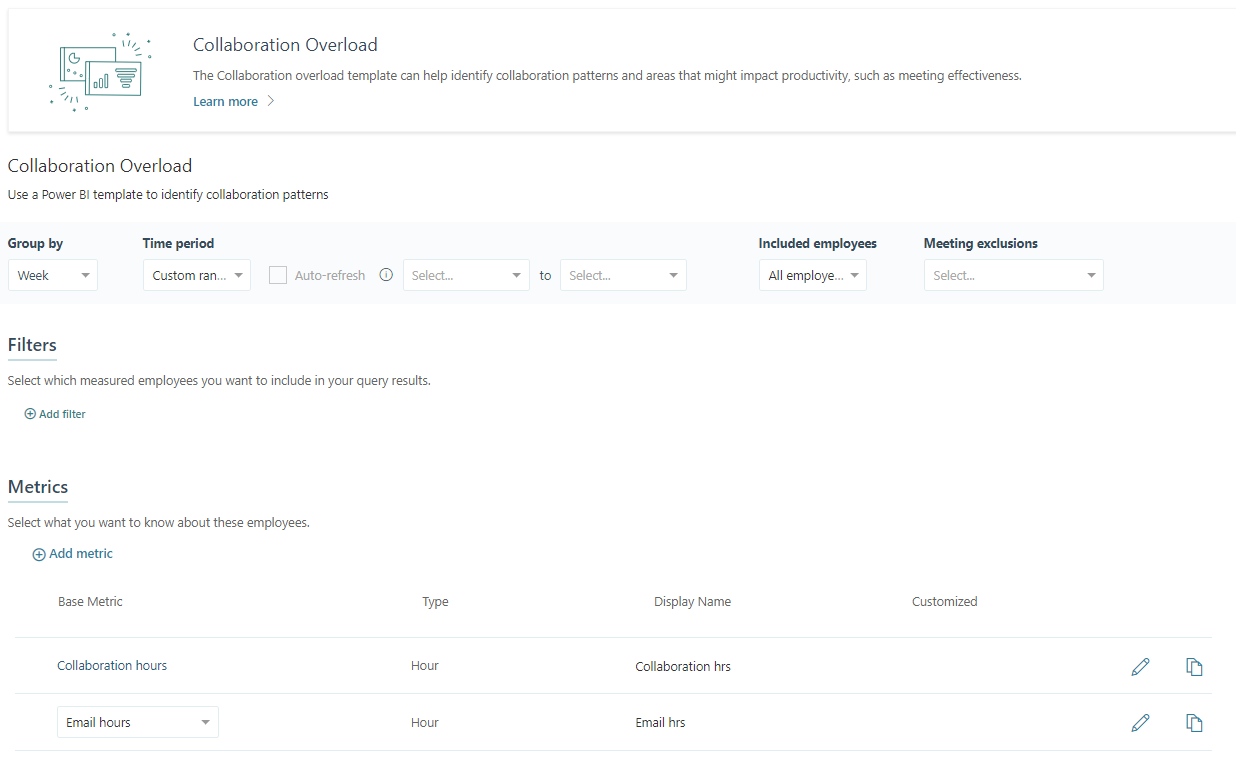 Collaboration Overload
The Collaboration overload template can help identify collaboration patterns and areas that might impact productivity, such as meeting effectiveness.
Learn more
Collaboration Overload
Use a Power BI template to identify collaboration patterns
Group by Time period Included employees Meeting exclusions
Week Custom ran... Auto-refresh Select... to Select... All employe... Select...
Filters
Select which measured employees you want to include in your query results.
Add filter
Metrics
Select what you want to know about these employees.
Add metric
Base Metric Type Display Name Customized
Collaboration hours Hour Collaboration hrs
Email hours Hour Email hrs